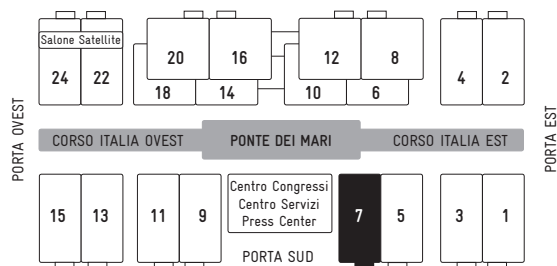 Salone Satellite
20 16 12 8
24 22 4 2
18 14 10 6
PORTA OVEST
CORSO ITALIA OVEST PONTE DEI MARI CORSO ITALIA EST
PORTA EST
Centro Congressi
Centro Servizi
Press Center
15 13 11 9 7 5 3 1
PORTA SUD